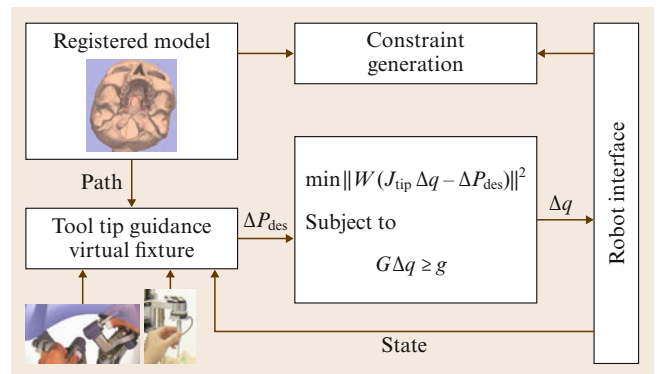 Registered model
Constraint
generation
Path
Tool tip guidance
virtual fixture
ΔP_des
min||W(J_tip Δq – ΔP_des)||²
Subject to
GΔq ≥ g
Δq
Robot interface
State